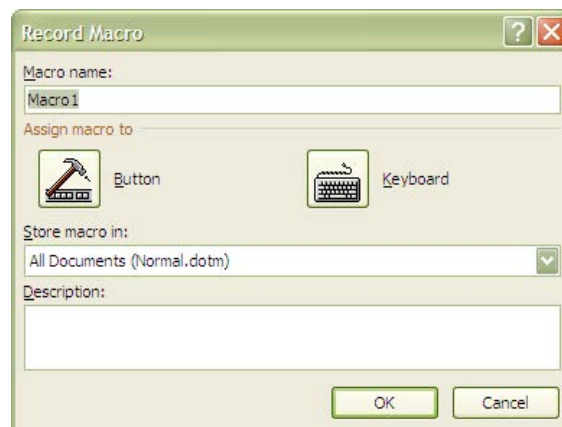 Record Macro
Macro name:
Macro1
Assign macro to
Button Keyboard
Store macro in:
All Documents (Normal.dotm)
Description:
OK Cancel